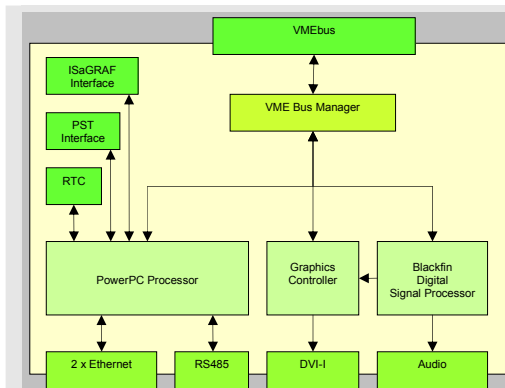 VMEbus
ISaGRAF
Interface
VME Bus Manager
PST
Interface
RTC
PowerPC Processor
Graphics
Controller
Blackfin
Digital
Signal Processor
2 x Ethernet
RS485
DVI-I
Audio